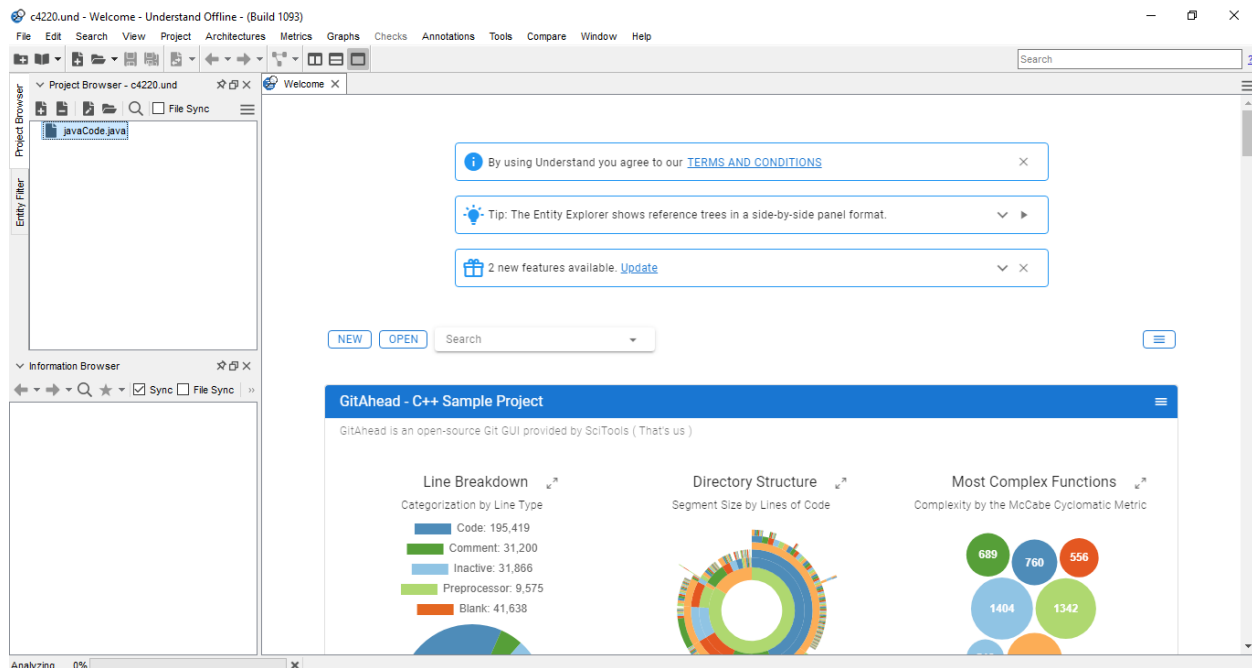 c4220.und - Welcome - Understand Offline - (Build 1093)
File Edit Search View Project Architectures Metrics Graphs Checks Annotations Tools Compare Window Help
Search
?
Project Browser - c4220.und
Welcome
Project Browser
File Sync
javaCode.java
Entity Filter
By using Understand you agree to our TERMS AND CONDITIONS
Tip: The Entity Explorer shows reference trees in a side-by-side panel format.
2 new features available. Update
NEW OPEN Search
Information Browser
Sync File Sync »
GitAhead - C++ Sample Project
GitAhead is an open-source Git GUI provided by SciTools ( That's us )
Line Breakdown
Categorization by Line Type
Code: 195,419
Comment: 31,200
Inactive: 31,866
Preprocessor: 9,575
Blank: 41,638
Directory Structure
Segment Size by Lines of Code
Most Complex Functions
Complexity by the McCabe Cyclomatic Metric
689 760 556
1404 1342
Analyzing 0%